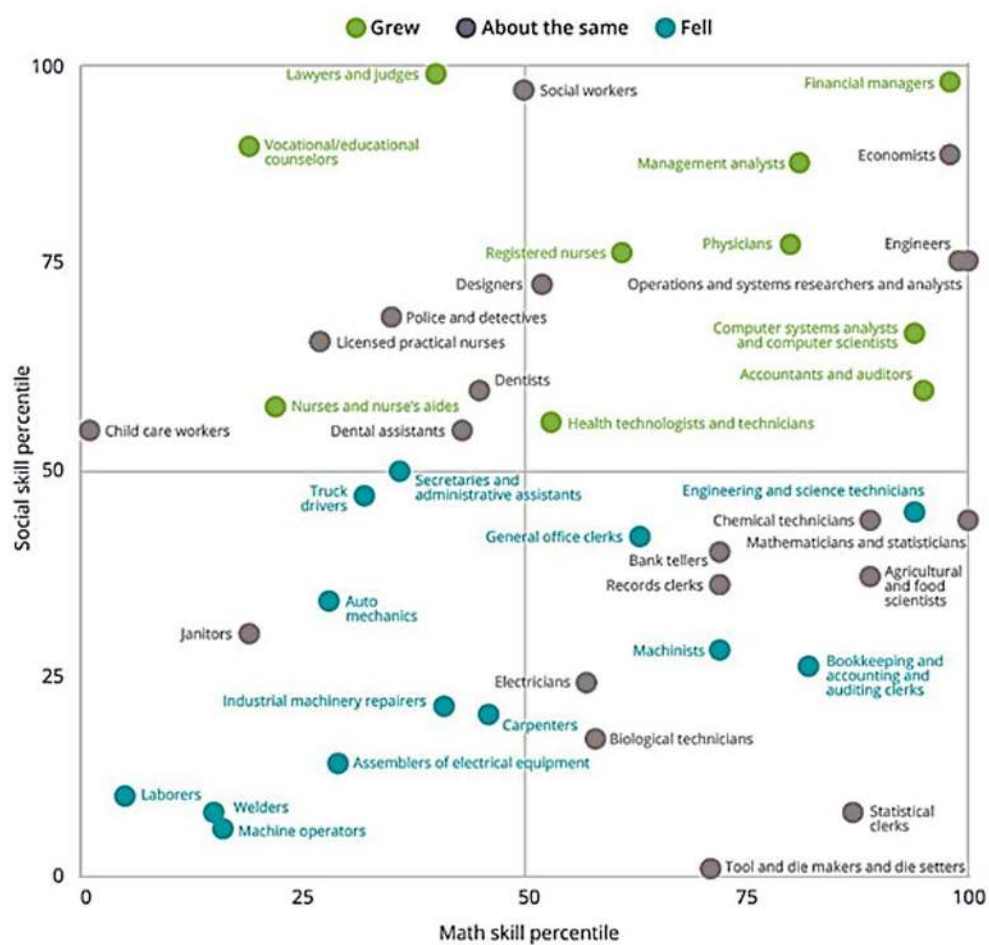 Grew
About the same
Fell
Social skill percentile
100
75
50
25
0
Lawyers and judges
Social workers
Financial managers
Vocational/educational
counselors
Management analysts
Economists
Registered nurses
Physicians
Engineers
Designers
Operations and systems researchers and analysts
Police and detectives
Licensed practical nurses
Computer systems analysts
and computer scientists
Dentists
Accountants and auditors
Nurses and nurse's aides
Health technologists and technicians
Child care workers
Dental assistants
Secretaries and
administrative assistants
Truck
drivers
Engineering and science technicians
General office clerks
Chemical technicians
Mathematicians and statisticians
Bank tellers
Records clerks
Agricultural
and food
scientists
Auto
mechanics
Janitors
Machinists
Bookkeeping and
accounting and
auditing clerks
Electricians
Industrial machinery repairers
Carpenters
Biological technicians
Assemblers of electrical equipment
Laborers
Welders
Machine operators
Statistical
clerks
Tool and die makers and die setters
0
25
50
75
100
Math skill percentile